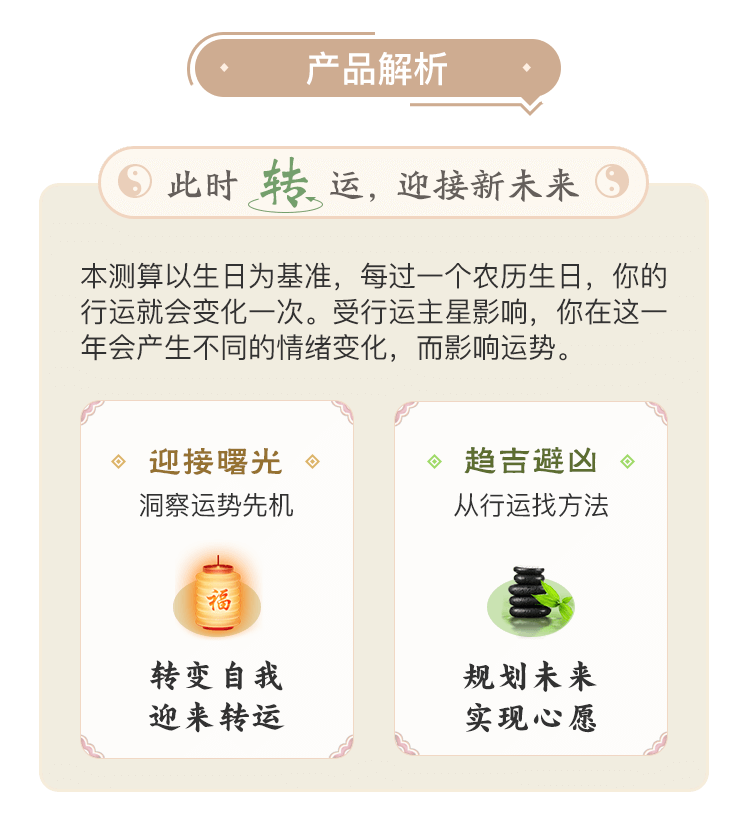 产品解析
此时转运，迎接新未来
本测算以生日为基准，每过一个农历生日，你的
行运就会变化一次。受行运主星影响，你在这一
年会产生不同的情绪变化，而影响运势。
迎接曙光
洞察运势先机
福
转变自我
迎来转运
趋吉避凶
从行运找方法
规划未来
实现心愿